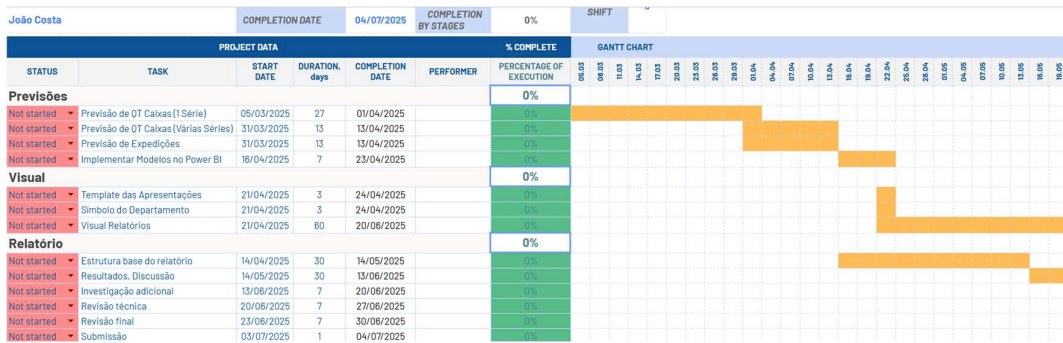 João Costa COMPLETION DATE 04/07/2025 COMPLETION BY STAGES 0% SHIFT
PROJECT DATA % COMPLETE GANTT CHART
STATUS TASK START DATE DURATION, days COMPLETION DATE PERFORMER PERCENTAGE OF EXECUTION 05.03 08.03 11.03 14.03 17.03 20.03 23.03 26.03 29.03 01.04 04.04 07.04 10.04 13.04 16.04 19.04 22.04 25.04 28.04 01.05 04.05 07.05 10.05 13.05 16.05 19.05
Previsões 0%
Not started Previsão de QT Caixas (1 Série) 05/03/2025 27 01/04/2025 0%
Not started Previsão de QT Caixas (Várias Séries) 31/03/2025 13 13/04/2025 0%
Not started Previsão de Expedições 31/03/2025 13 13/04/2025 0%
Not started Implementar Modelos no Power BI 16/04/2025 7 23/04/2025 0%
Visual 0%
Not started Template das Apresentações 21/04/2025 3 24/04/2025 0%
Not started Simbolo do Departamento 21/04/2025 3 24/04/2025 0%
Not started Visual Relatórios 21/04/2025 60 20/06/2025 0%
Relatório 0%
Not started Estrutura base do relatório 14/04/2025 30 14/05/2025 0%
Not started Resultados, Discussão 14/05/2025 30 13/06/2025 0%
Not started Investigação adicional 13/06/2025 7 20/06/2025 0%
Not started Revisão técnica 20/06/2025 7 27/06/2025 0%
Not started Revisão final 23/06/2025 7 30/06/2025 0%
Not started Submissão 03/07/2025 1 04/07/2025 0%